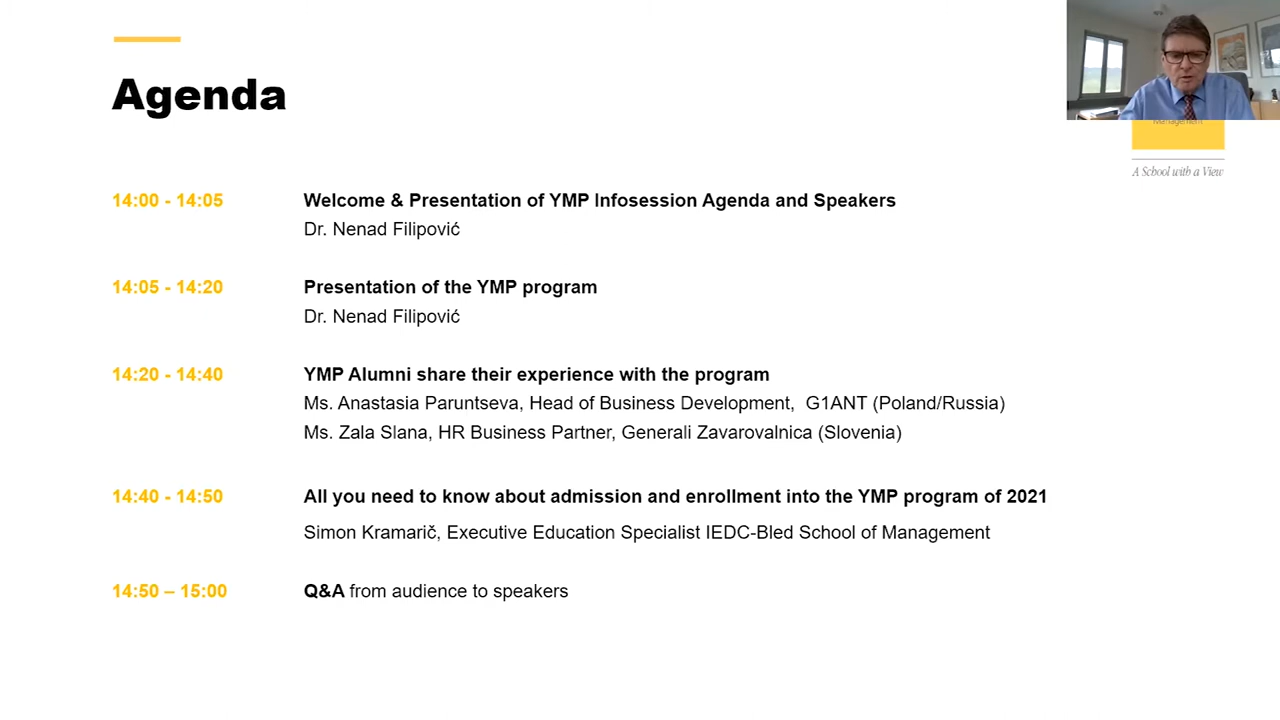 Agenda
Management
A School with a View
14:00 - 14:05 Welcome & Presentation of YMP Infosession Agenda and Speakers
Dr. Nenad Filipović
14:05 - 14:20 Presentation of the YMP program
Dr. Nenad Filipović
14:20 - 14:40 YMP Alumni share their experience with the program
Ms. Anastasia Paruntseva, Head of Business Development, G1ANT (Poland/Russia)
Ms. Zala Slana, HR Business Partner, Generali Zavarovalnica (Slovenia)
14:40 - 14:50 All you need to know about admission and enrollment into the YMP program of 2021
Simon Kramarič, Executive Education Specialist IEDC-Bled School of Management
14:50 – 15:00 Q&A from audience to speakers